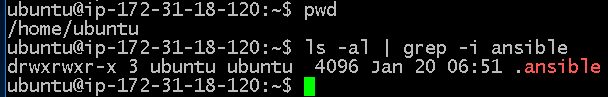 ubuntu@ip-172-31-18-120:~$ pwd
/home/ubuntu
ubuntu@ip-172-31-18-120:~$ ls -al | grep -i ansible
drwxrwxr-x 3 ubuntu ubuntu  4096 Jan 20 06:51 .ansible
ubuntu@ip-172-31-18-120:~$